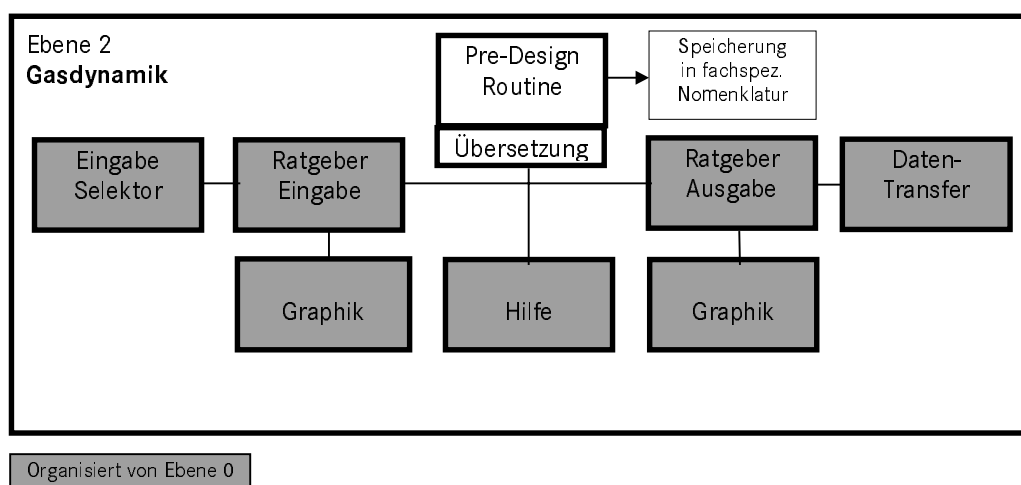 Ebene 2
Gasdynamik
Pre-Design
Routine
Speicherung
in fachspez.
Nomenklatur
Übersetzung
Eingabe
Selektor
Ratgeber
Eingabe
Ratgeber
Ausgabe
Daten-
Transfer
Graphik
Hilfe
Graphik
Organisiert von Ebene 0